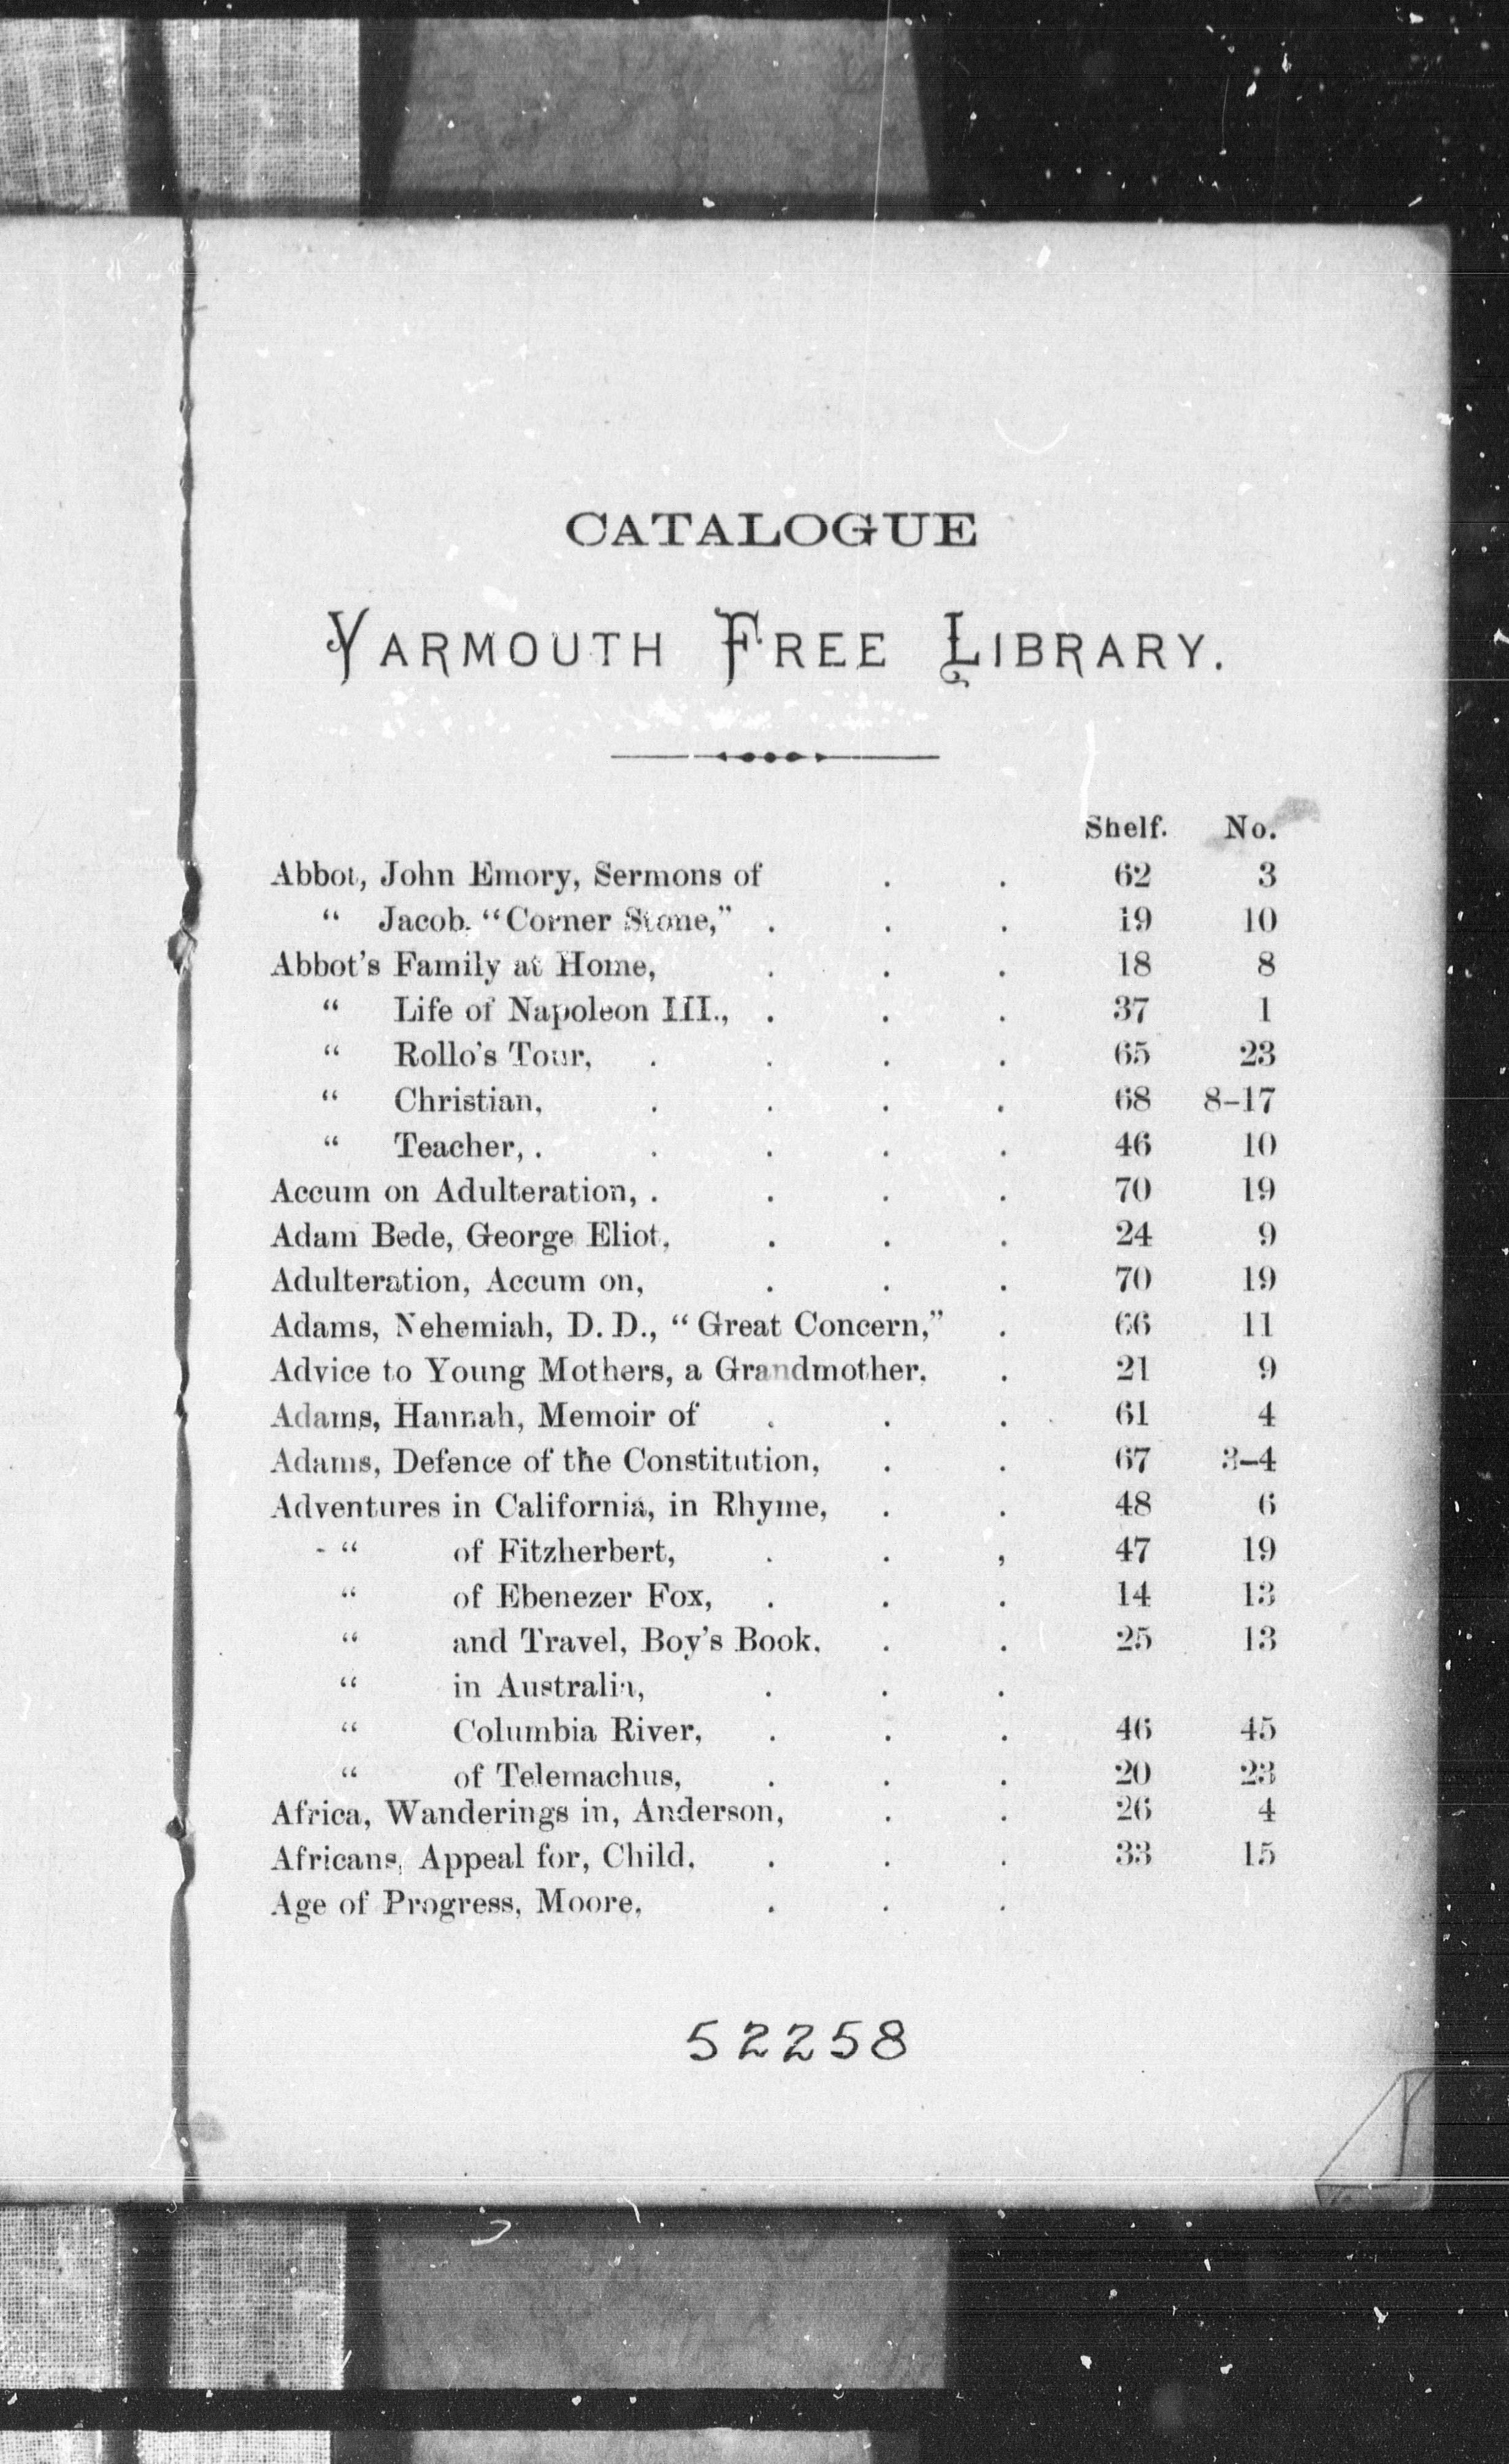 CATALOGUE
YARMOUTH FREE LIBRARY.
Shelf. No.
Abbot, John Emory, Sermons of . . 62 3
“ Jacob. “Corner Stone,” . . . 19 10
Abbot's Family at Home, . . . 18 8
“ Life of Napoleon III., . . . 37 1
“ Rollo's Tour, . . . . 65 23
“ Christian, . . . . 68 8–17
“ Teacher, . . . . . 46 10
Accum on Adulteration, . . . . 70 19
Adam Bede, George Eliot, . . . 24 9
Adulteration, Accum on, . . . 70 19
Adams, Nehemiah, D. D., “Great Concern,” . 66 11
Advice to Young Mothers, a Grandmother, . 21 9
Adams, Hannah, Memoir of . . . 61 4
Adams, Defence of the Constitution, . . 67 3–4
Adventures in California, in Rhyme, . . 48 6
“ of Fitzherbert, . . , 47 19
“ of Ebenezer Fox, . . . 14 13
“ and Travel, Boy's Book, . . 25 13
“ in Australia, . . .
“ Columbia River, . . . 46 45
“ of Telemachus, . . . 20 23
Africa, Wanderings in, Anderson, . . 26 4
Africans, Appeal for, Child, . . . 33 15
Age of Progress, Moore, . . .
52258